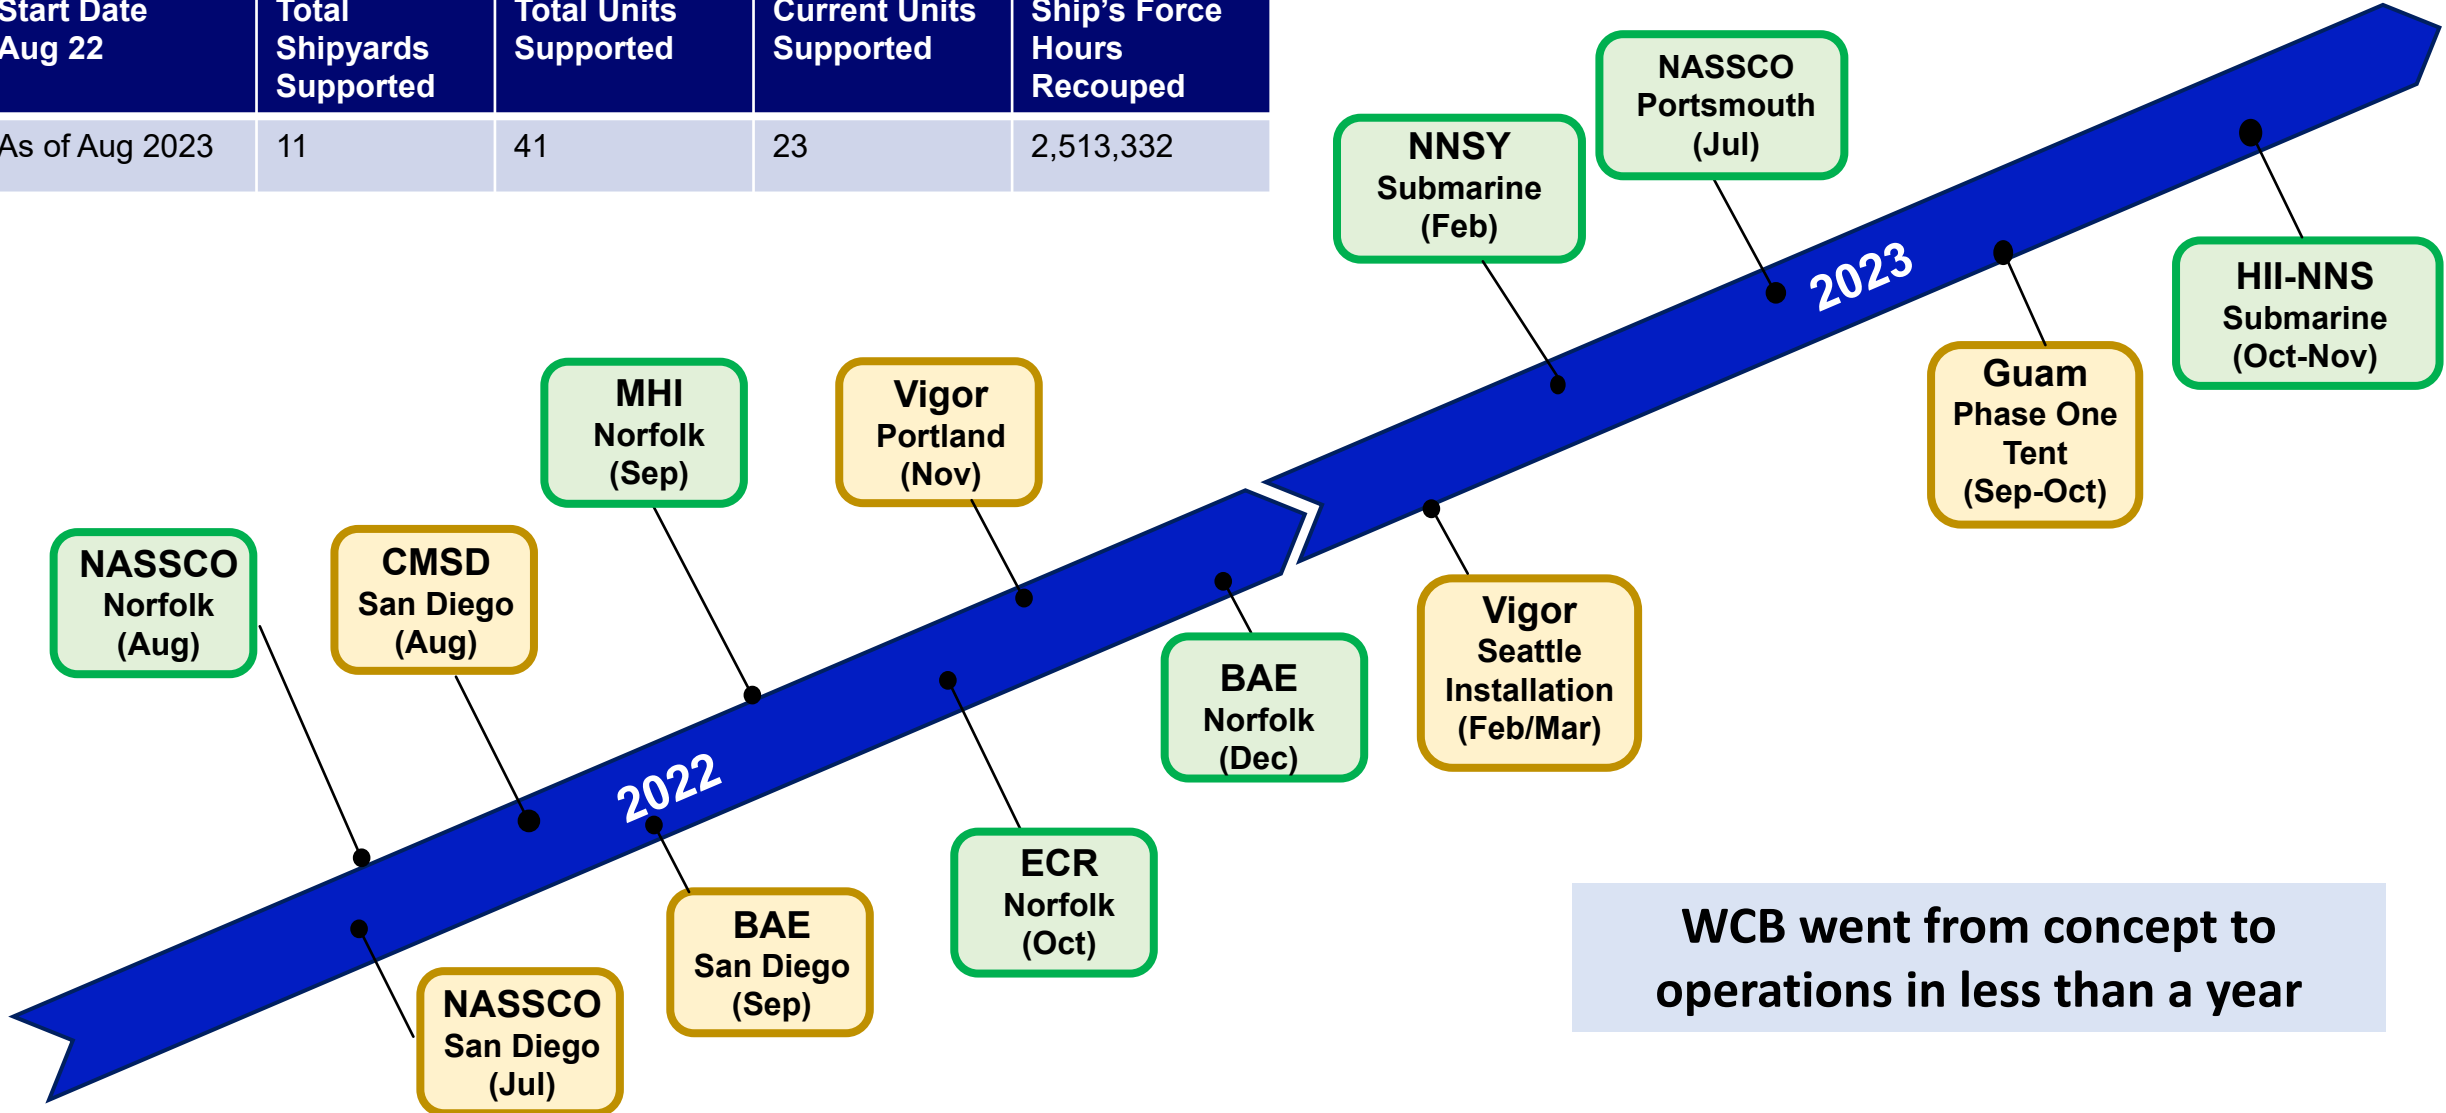 Start Date
Aug 22
Total
Shipyards
Supported
Total Units
Supported
Current Units
Supported
Ship's Force
Hours
Recouped
As of Aug 2023
11
41
23
2,513,332
NASSCO
Portsmouth
(Jul)
NNSY
Submarine
(Feb)
2023
HII-NNS
Submarine
(Oct-Nov)
Guam
Phase One
Tent
(Sep-Oct)
MHI
Norfolk
(Sep)
Vigor
Portland
(Nov)
NASSCO
Norfolk
(Aug)
CMSD
San Diego
(Aug)
Vigor
Seattle
Installation
(Feb/Mar)
BAE
Norfolk
(Dec)
2022
ECR
Norfolk
(Oct)
BAE
San Diego
(Sep)
NASSCO
San Diego
(Jul)
WCB went from concept to
operations in less than a year